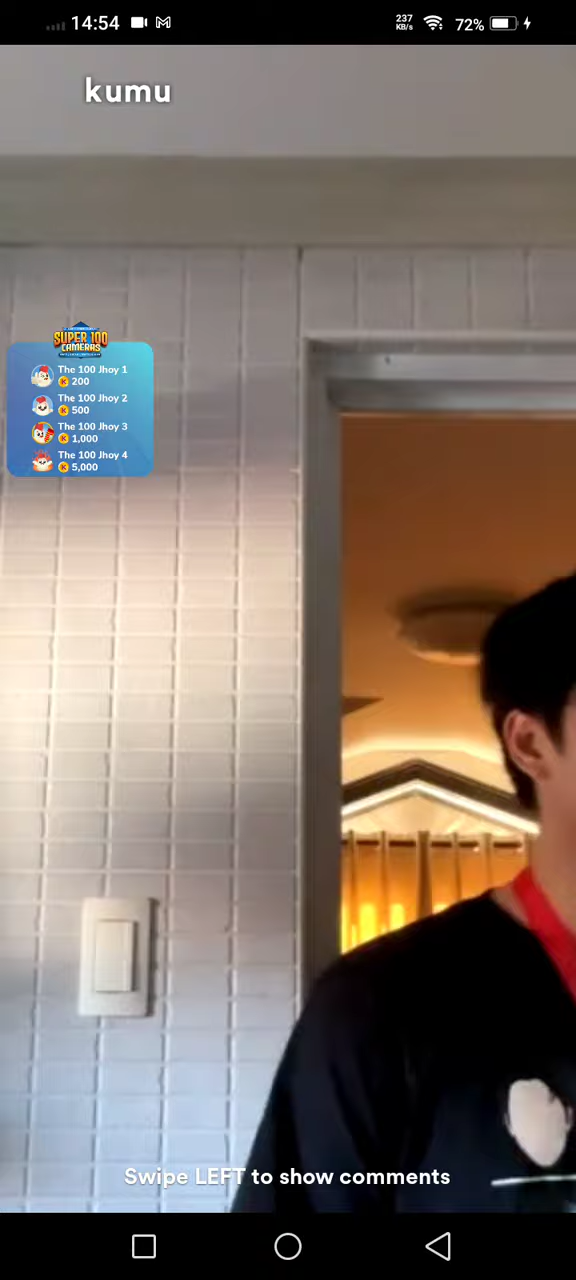 14:54
237
KB/s
72%
kumu
SUPER 100
CAMERAS
The 100 Jhoy 1
K 200
The 100 Jhoy 2
K 500
The 100 Jhoy 3
K 1,000
The 100 Jhoy 4
K 5,000
Swipe LEFT to show comments